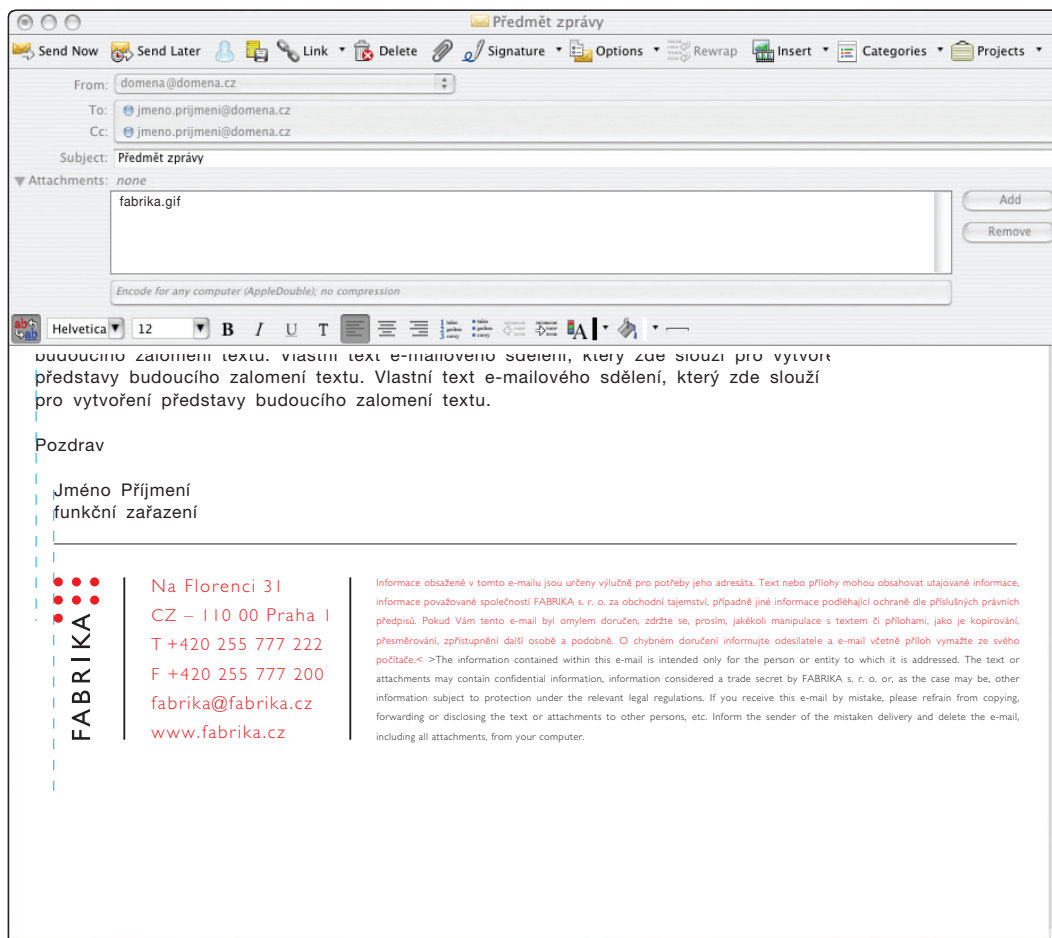 Předmět zprávy
Send Now Send Later Link Delete Signature Options Rewrap Insert Categories Projects
From: domena@domena.cz
To: jmeno.prijmeni@domena.cz
Cc: jmeno.prijmeni@domena.cz
Subject: Předmět zprávy
Attachments: none
fabrika.gif
Add
Remove
Encode for any computer (AppleDouble); no compression
Helvetica 12 B I U T
budoucího zalomení textu. Vlastní text e-mailového sdělení, který zde slouží pro
představy budoucího zalomení textu. Vlastní text e-mailového sdělení, který zde slouží
pro vytvoření představy budoucího zalomení textu.
Pozdrav
Jméno Příjmení
funkční zařazení
FABRIKA
Na Florenci 31
CZ – 110 00 Praha 1
T +420 255 777 222
F +420 255 777 200
fabrika@fabrika.cz
www.fabrika.cz
Informace obsažené v tomto e-mailu jsou určeny výlučně pro potřeby jeho adresáta. Text nebo přílohy mohou obsahovat utajované informace,
informace považované společností FABRIKA s. r. o. za obchodní tajemství, případně jiné informace podléhající ochraně dle příslušných právních
předpisů. Pokud Vám tento e-mail byl omylem doručen, zdržte se, prosím, jakékoli manipulace s textem či přílohami, jako je kopírování,
přesměrování, zpřístupnění další osobě a podobně. O chybném doručení informujte odesílatele a e-mail včetně příloh vymažte ze svého
počítače.< >The information contained within this e-mail is intended only for the person or entity to which it is addressed. The text or
attachments may contain confidential information, information considered a trade secret by FABRIKA s. r. o. or, as the case may be, other
information subject to protection under the relevant legal regulations. If you receive this e-mail by mistake, please refrain from copying,
forwarding or disclosing the text or attachments to other persons, etc. Inform the sender of the mistaken delivery and delete the e-mail,
including all attachments, from your computer.